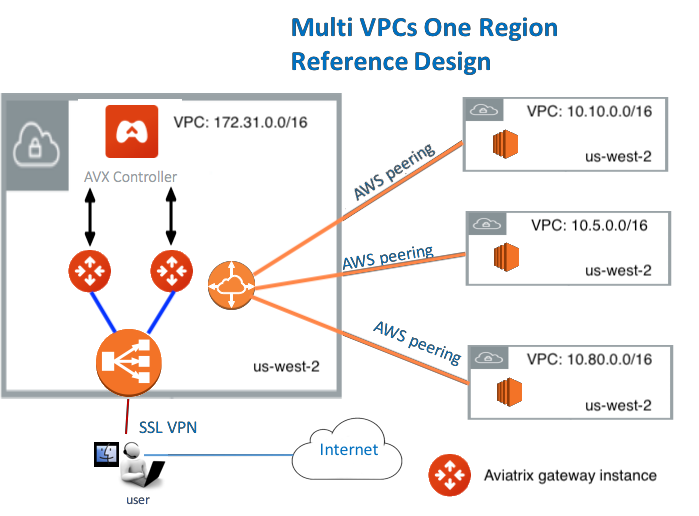 Multi VPCs One Region
Reference Design
VPC: 172.31.0.0/16
AVX Controller
us-west-2
AWS peering
VPC: 10.10.0.0/16
us-west-2
AWS peering
VPC: 10.5.0.0/16
us-west-2
AWS peering
VPC: 10.80.0.0/16
us-west-2
SSL VPN
Internet
user
Aviatrix gateway instance